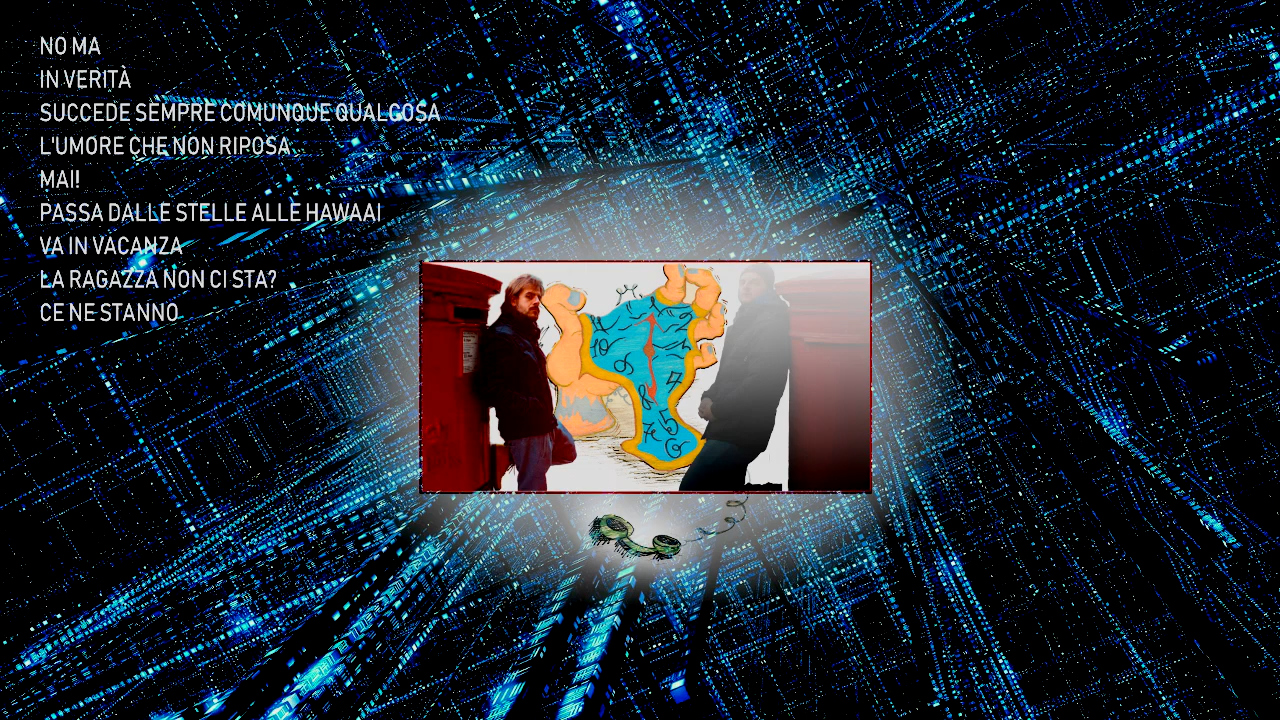 NO MA
IN VERITÀ
SUCCEDE SEMPRE COMUNQUE QUALCOSA
L'UMORE CHE NON RIPOSA
MAI!
PASSA DALLE STELLE ALLE HAWAAI
VA IN VACANZA
LA RAGAZZA NON CI STA?
CE NE STANNO